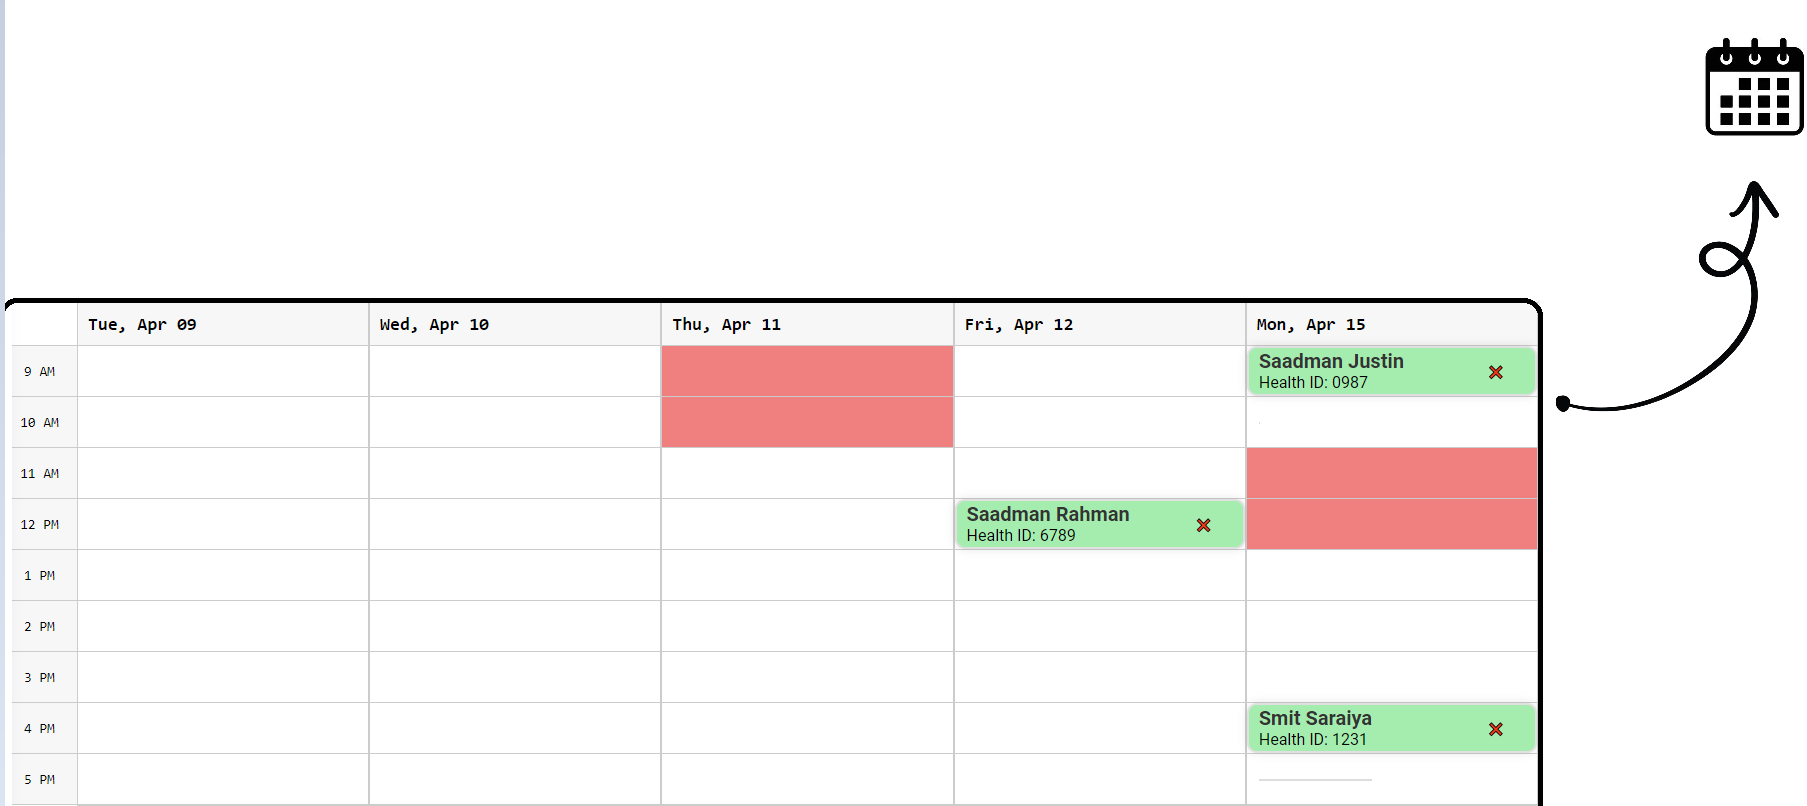 Tue, Apr 09 Wed, Apr 10 Thu, Apr 11 Fri, Apr 12 Mon, Apr 15
9 AM
Saadman Justin
Health ID: 0987
10 AM
11 AM
12 PM
Saadman Rahman
Health ID: 6789
1 PM
2 PM
3 PM
4 PM
Smit Saraiya
Health ID: 1231
5 PM